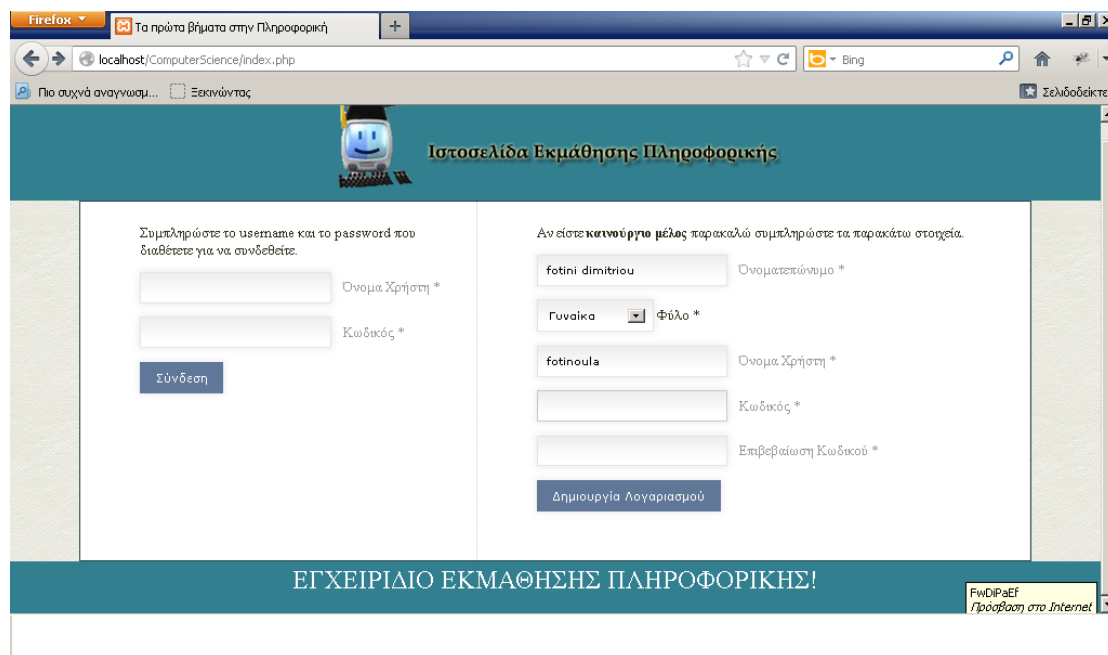 Firefox
Τα πρώτα βήματα στην Πληροφορική
localhost/ComputerScience/index.php
Bing
Πιο συχνά αναγνωσμ...
Ξεκινώντας
Σελιδοδείκτε
Ιστοσελίδα Εκμάθησης Πληροφορικής
Συμπληρώστε το username και το password που
διαθέτετε για να συνδεθείτε.
Όνομα Χρήστη *
Κωδικός *
Σύνδεση
Αν είστε καινούργιο μέλος παρακαλώ συμπληρώστε τα παρακάτω στοιχεία.
fotini dimitriou Όνοματεπώνυμο *
Γυναίκα Φύλο *
fotinoula Όνομα Χρήστη *
Κωδικός *
Επιβεβαίωση Κωδικού *
Δημιουργία Λογαριασμού
ΕΓΧΕΙΡΙΔΙΟ ΕΚΜΑΘΗΣΗΣ ΠΛΗΡΟΦΟΡΙΚΗΣ!
FwDiPaEf
Πρόσβαση στο Internet